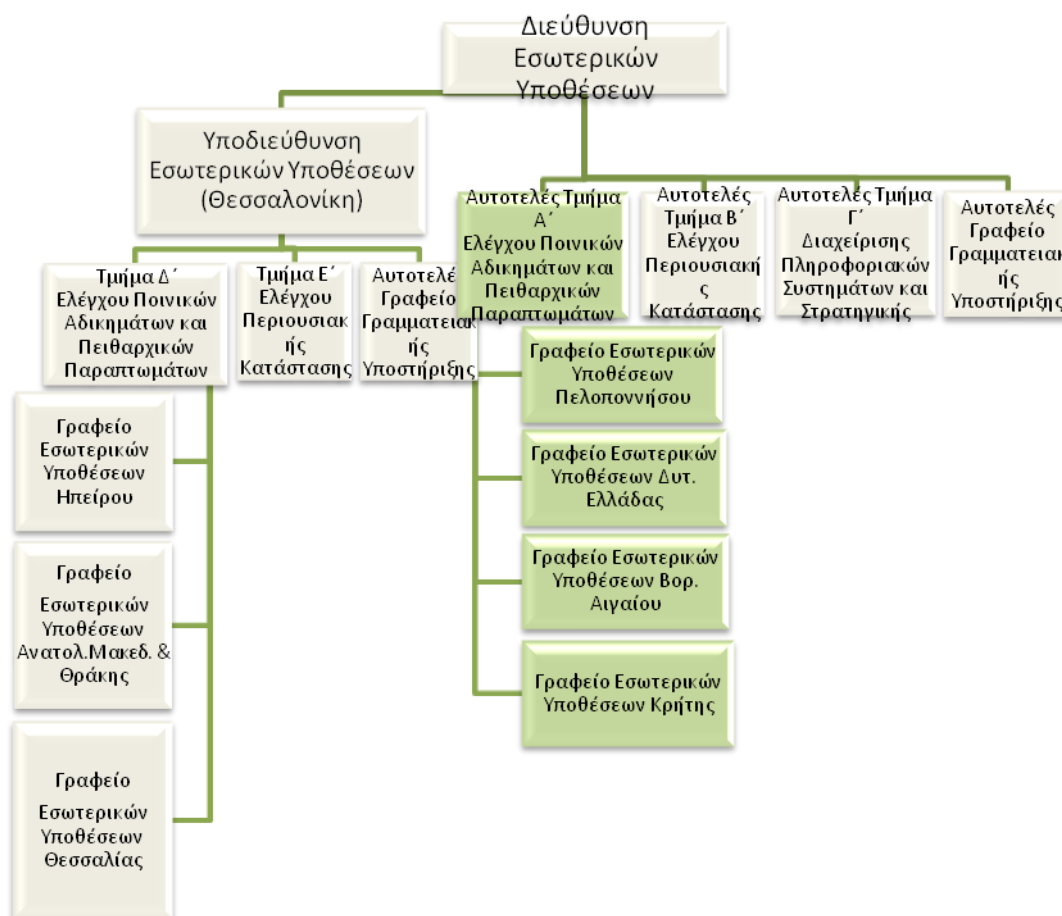 Διεύθυνση
Εσωτερικών
Υποθέσεων
Υποδιεύθυνση
Εσωτερικών Υποθέσεων
(Θεσσαλονίκη)
Αυτοτελές Τμήμα
Α΄
Ελέγχου Ποινικών
Αδικημάτων και
Πειθαρχικών
Παραπτωμάτων
Αυτοτελές
Τμήμα Β΄
Ελέγχου
Περιουσιακή
ς
Κατάστασης
Αυτοτελές Τμήμα
Γ΄
Διαχείρισης
Πληροφοριακών
Συστημάτων και
Στρατηγικής
Αυτοτελές
Γραφείο
Γραμματειακ
ής
Υποστήριξης
Τμήμα Δ΄
Ελέγχου Ποινικών
Αδικημάτων και
Πειθαρχικών
Παραπτωμάτων
Τμήμα Ε΄
Ελέγχου
Περιουσιακ
ής
Κατάστασης
Αυτοτελές
Γραφείο
Γραμματειακ
ής
Υποστήριξης
Γραφείο
Εσωτερικών
Υποθέσεων
Ηπείρου
Γραφείο
Εσωτερικών
Υποθέσεων
Ανατολ.Μακεδ. &
Θράκης
Γραφείο
Εσωτερικών
Υποθέσεων
Θεσσαλίας
Γραφείο Εσωτερικών
Υποθέσεων
Πελοποννήσου
Γραφείο Εσωτερικών
Υποθέσεων Δυτ.
Ελλάδας
Γραφείο Εσωτερικών
Υποθέσεων Βορ.
Αιγαίου
Γραφείο Εσωτερικών
Υποθέσεων Κρήτης